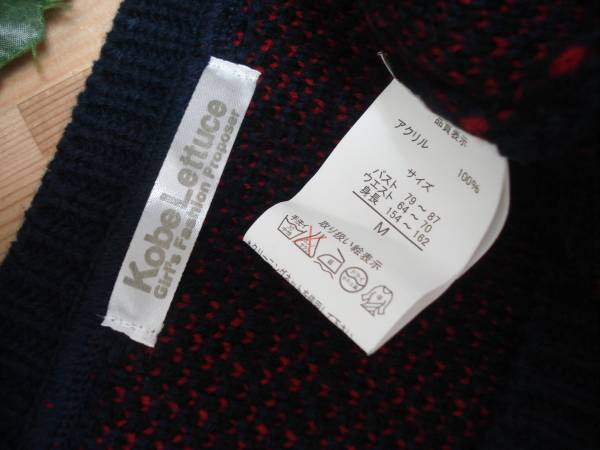 Kobe Lettuce
Girl's Fashion Proposer
品質表示
アクリル 100%
サイズ
バスト 79～87
ウエスト 64～70
身長 154～162
M
取り扱い絵表示